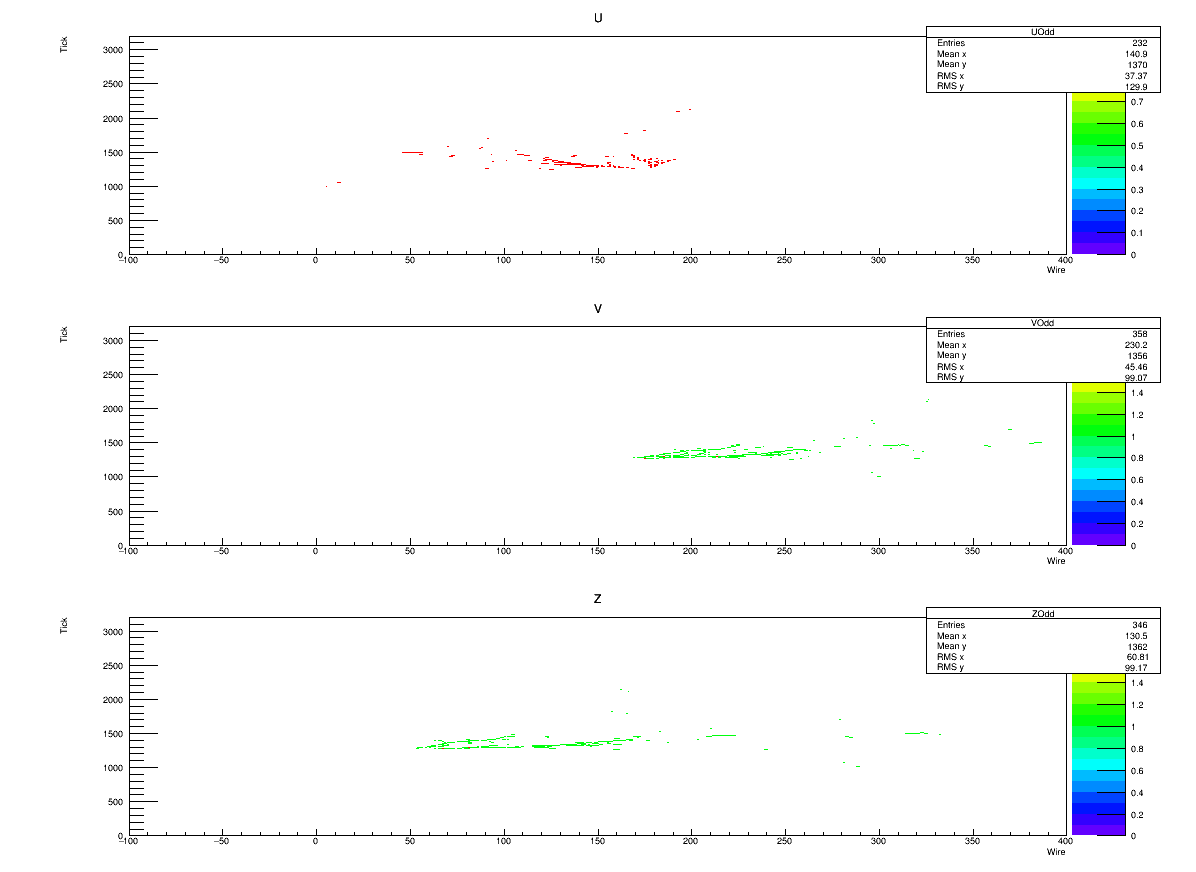 U
Tick
UOdd
Entries 232
Mean x 140.9
Mean y 1370
RMS x 37.37
RMS y 129.9
3000
2500
2000
1500
1000
500
0
0.7
0.6
0.5
0.4
0.3
0.2
0.1
0
−100 −50 0 50 100 150 200 250 300 350 400
Wire
V
Tick
VOdd
Entries 358
Mean x 230.2
Mean y 1356
RMS x 45.46
RMS y 99.07
3000
2500
2000
1500
1000
500
0
1.4
1.2
1
0.8
0.6
0.4
0.2
0
−100 −50 0 50 100 150 200 250 300 350 400
Wire
Z
Tick
ZOdd
Entries 346
Mean x 130.5
Mean y 1362
RMS x 60.81
RMS y 99.17
3000
2500
2000
1500
1000
500
0
1.4
1.2
1
0.8
0.6
0.4
0.2
0
−100 −50 0 50 100 150 200 250 300 350 400
Wire